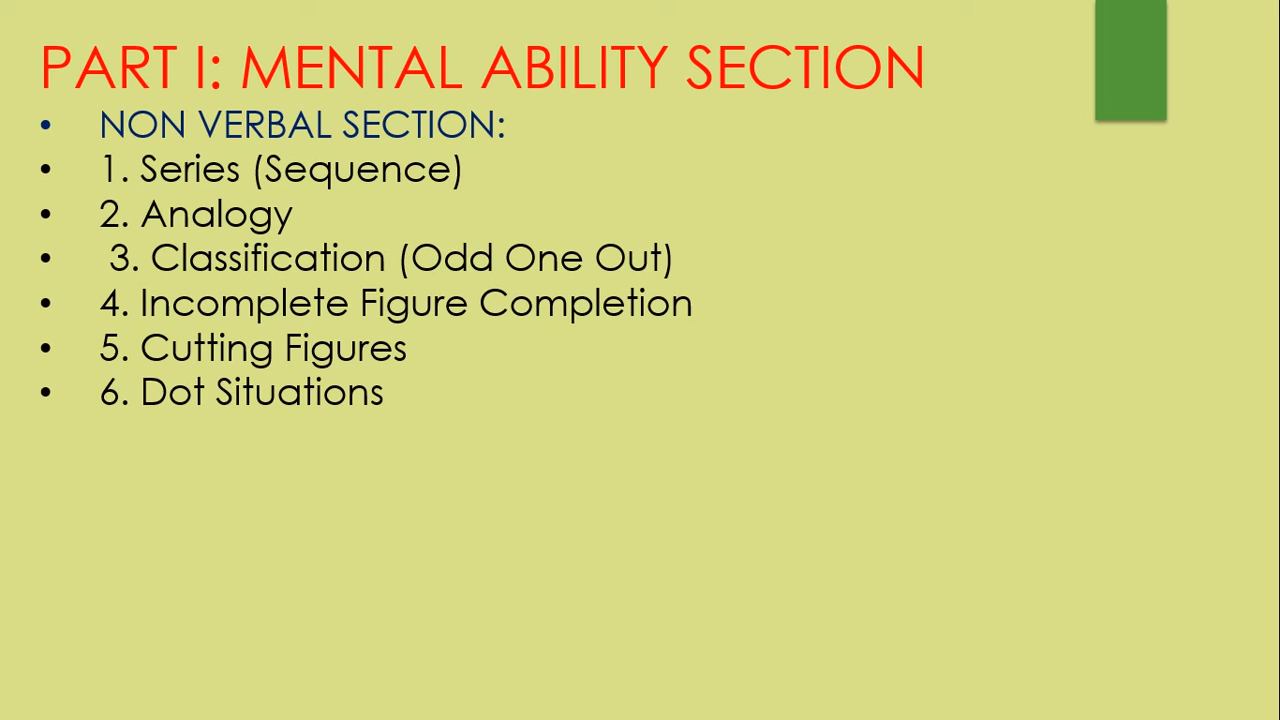 PART I: MENTAL ABILITY SECTION
• NON VERBAL SECTION:
• 1. Series (Sequence)
• 2. Analogy
• 3. Classification (Odd One Out)
• 4. Incomplete Figure Completion
• 5. Cutting Figures
• 6. Dot Situations